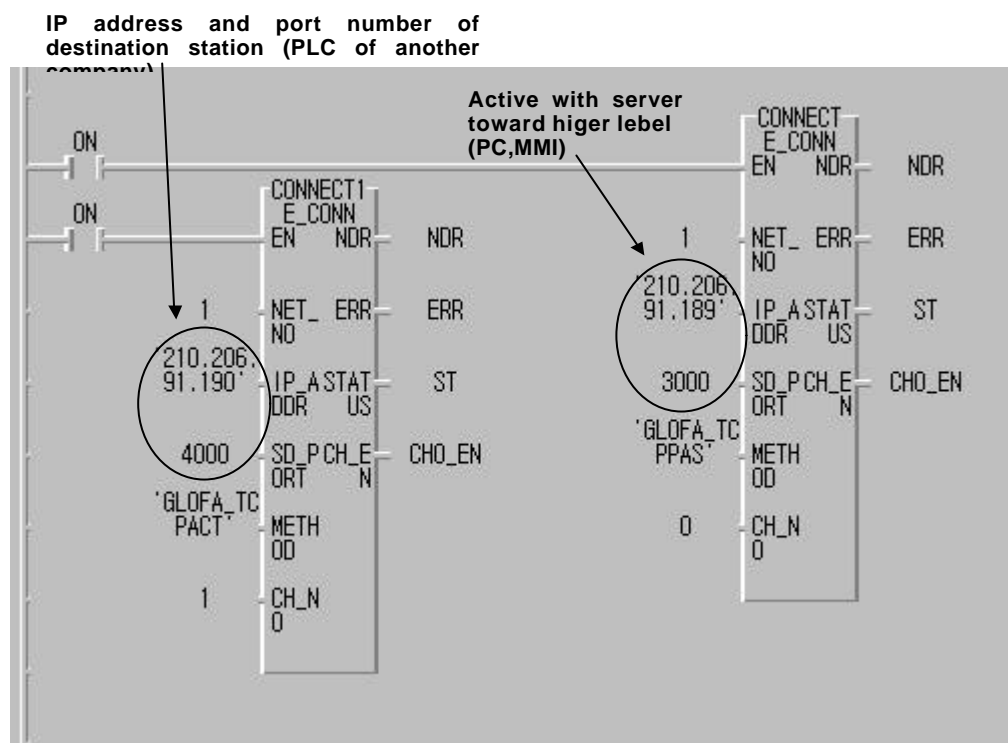 IP address and port number of
destination station (PLC of another
company)
Active with server
toward higer lebel
(PC,MMI)
ON
CONNECT
E_CONN
EN NDR
NDR
ON
CONNECT1
E_CONN
EN NDR
NDR
1
NET_ ERR
NO
ERR
'210.206.
91.189'
IP_A STAT
DDR US
ST
3000
SD_P CH_E
ORT N
CHO_EN
'GLOFA_TC
PPAS'
METH
OD
0
CH_N
O
1
NET_ ERR
NO
ERR
'210.206.
91.190'
IP_A STAT
DDR US
ST
4000
SD_P CH_E
ORT N
CHO_EN
'GLOFA_TC
PACT'
METH
OD
1
CH_N
O